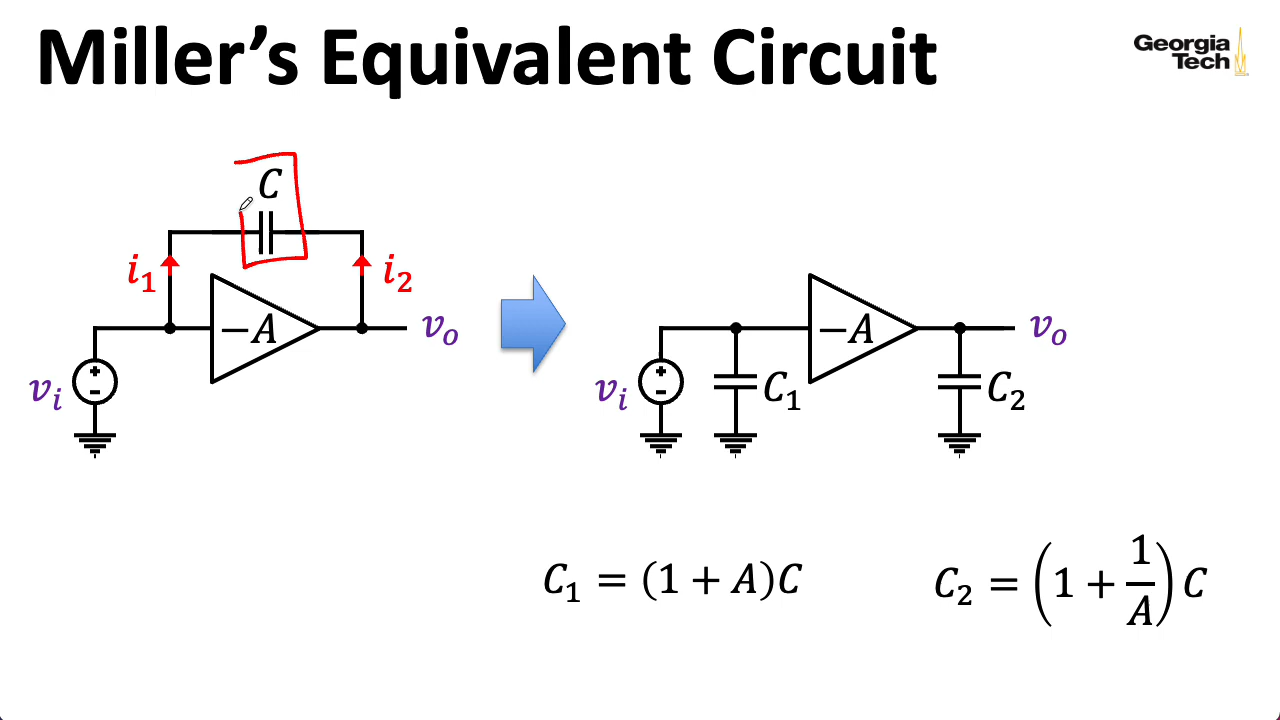 Miller's Equivalent Circuit
Georgia
Tech
C
i₁
i₂
−A
vₒ
vᵢ
+
−
−A
vₒ
vᵢ
+
−
C₁
C₂
C₁ = (1 + A)C
C₂ = (1 + 1/A) C